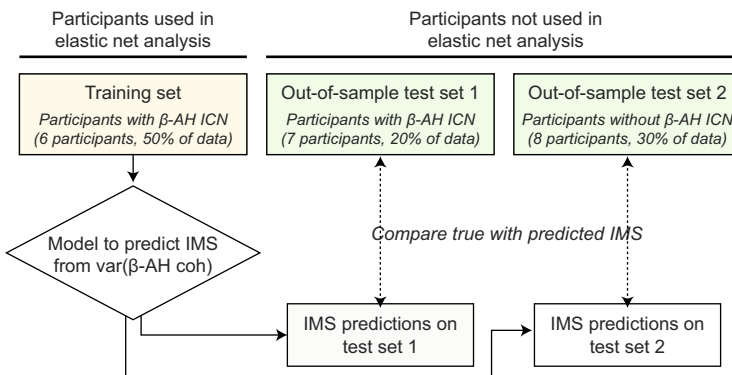 Participants used in
elastic net analysis
Participants not used in
elastic net analysis
Training set
Participants with β-AH ICN
(6 participants, 50% of data)
Out-of-sample test set 1
Participants with β-AH ICN
(7 participants, 20% of data)
Out-of-sample test set 2
Participants without β-AH ICN
(8 participants, 30% of data)
Model to predict IMS
from var(β-AH coh)
Compare true with predicted IMS
IMS predictions on
test set 1
IMS predictions on
test set 2